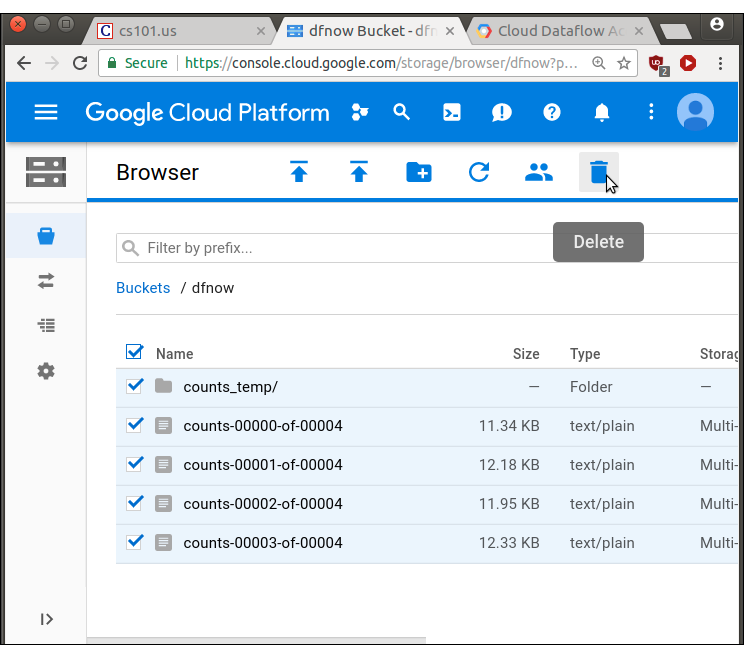 C cs101.us
dfnow Bucket - dfn
Cloud Dataflow Ac
Secure https://console.cloud.google.com/storage/browser/dfnow?p...
2
Google Cloud Platform
Browser
Filter by prefix...
Delete
Buckets / dfnow
Name Size Type Storag
counts_temp/ — Folder —
counts-00000-of-00004 11.34 KB text/plain Multi-
counts-00001-of-00004 12.18 KB text/plain Multi-
counts-00002-of-00004 11.95 KB text/plain Multi-
counts-00003-of-00004 12.33 KB text/plain Multi-